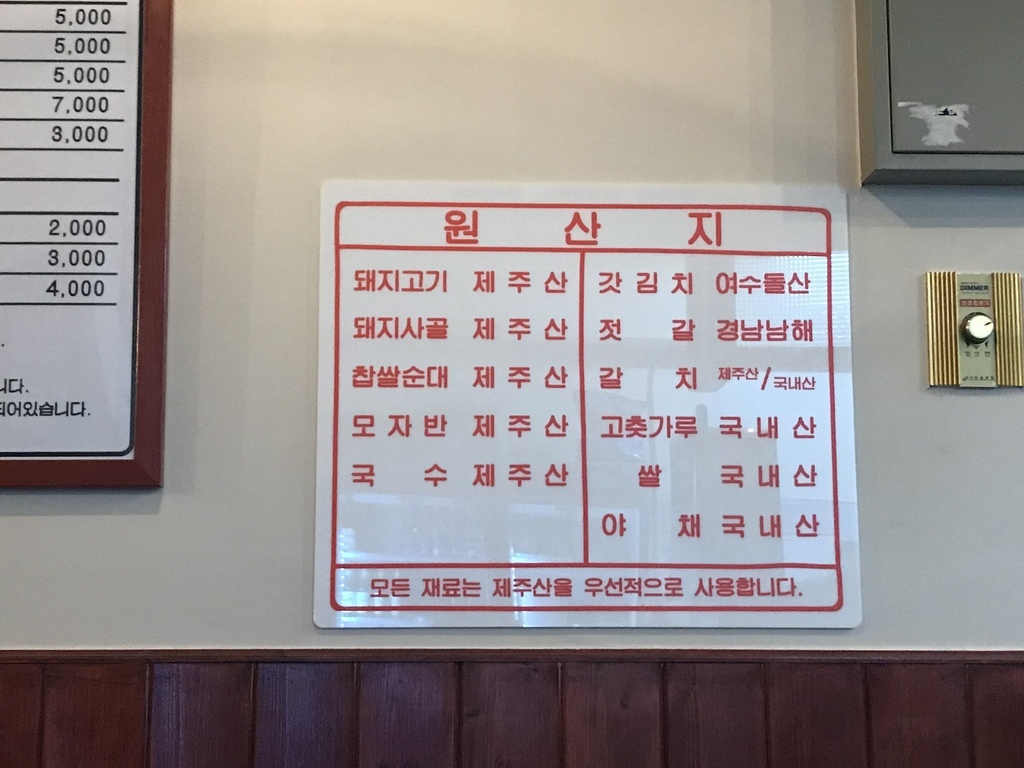 5,000
5,000
5,000
7,000
3,000
2,000
3,000
4,000
니다.
되어있습니다.
원 산 지
돼지고기 제 주 산
돼지사골 제 주 산
찹쌀순대 제 주 산
모 자 반 제 주 산
국 수 제 주 산
갓 김 치 여수돌산
젓 갈 경남남해
갈 치 제주산/국내산
고춧가루 국 내 산
쌀 국 내 산
야 채 국 내 산
모든 재료는 제주산을 우선적으로 사용합니다.
DIMMER